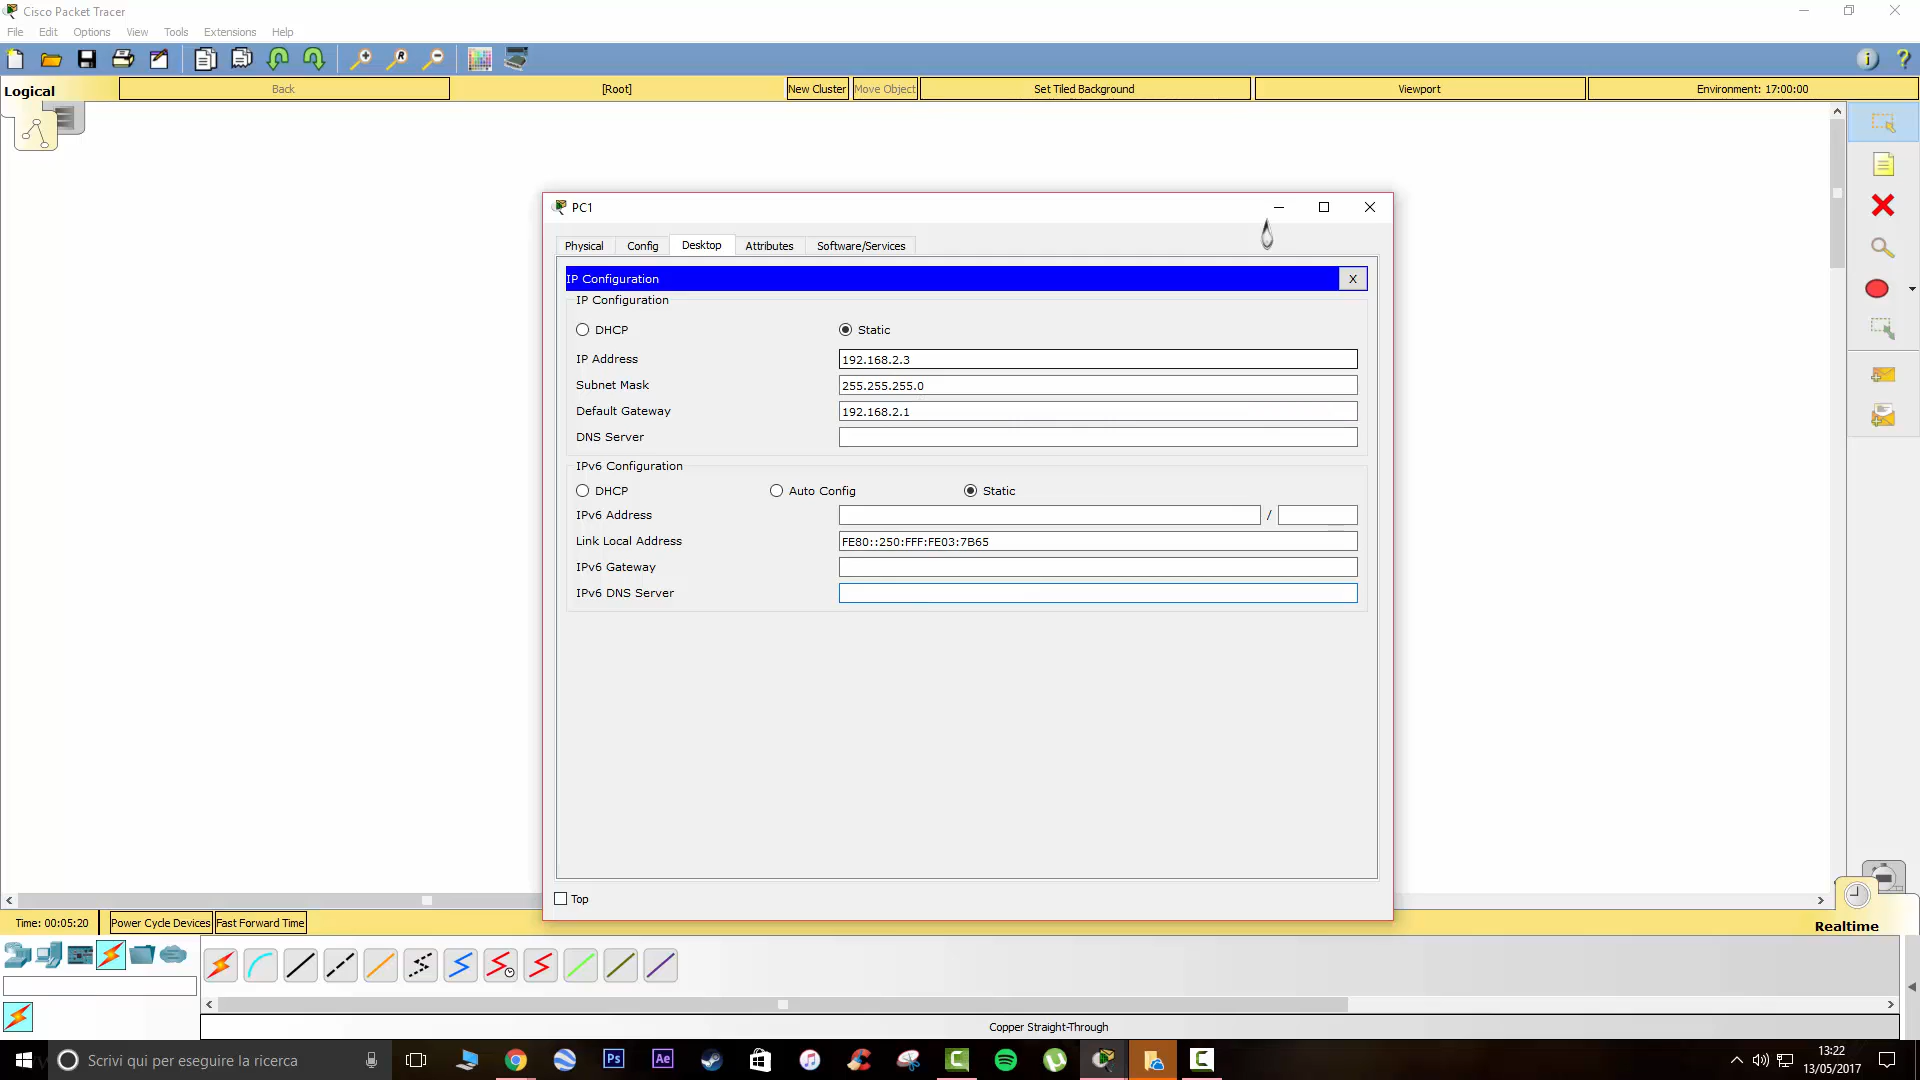 Cisco Packet Tracer
File Edit Options View Tools Extensions Help
Logical Back [Root] New Cluster Move Object Set Tiled Background Viewport Environment: 17:00:00
PC1
Physical Config Desktop Attributes Software/Services
IP Configuration X
IP Configuration
DHCP Static
IP Address 192.168.2.3
Subnet Mask 255.255.255.0
Default Gateway 192.168.2.1
DNS Server
IPv6 Configuration
DHCP Auto Config Static
IPv6 Address /
Link Local Address FE80::250:FFF:FE03:7B65
IPv6 Gateway
IPv6 DNS Server
Top
Time: 00:05:20 Power Cycle Devices Fast Forward Time Realtime
Copper Straight-Through
Scrivi qui per eseguire la ricerca Ps Ae 13:22
13/05/2017